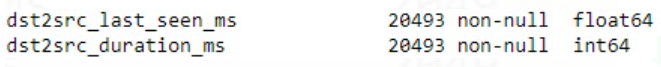 dst2src_last_seen_ms 20493 non-null float64
dst2src_duration_ms 20493 non-null int64